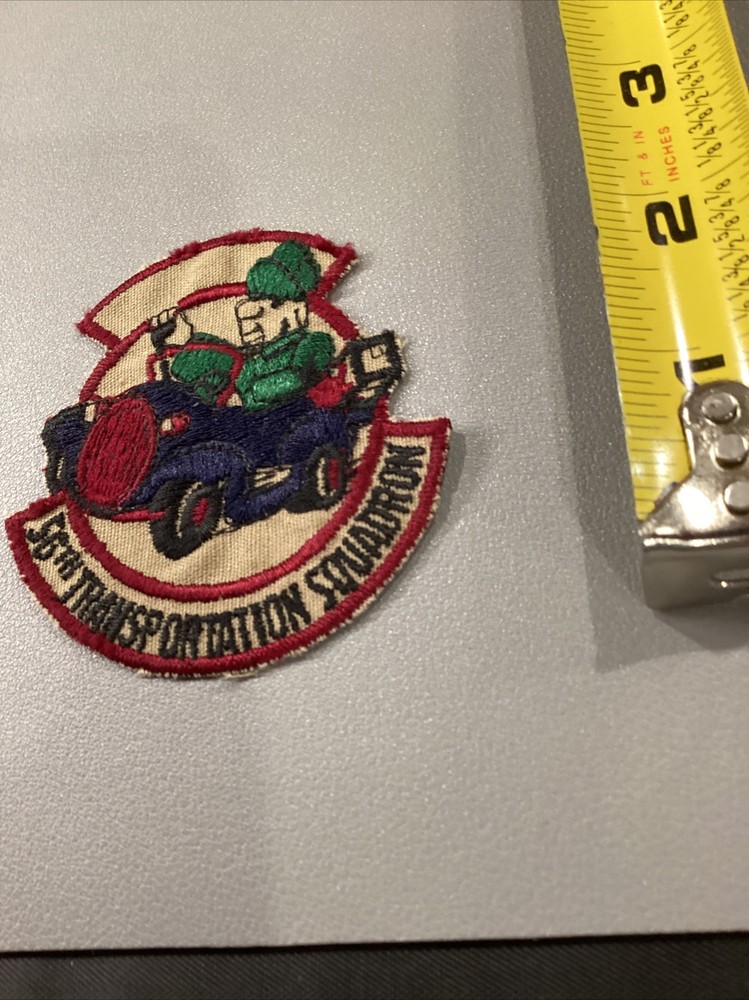 56TH TRANSPORTATION SQUADRON
3
FT & IN
INCHES
2
1